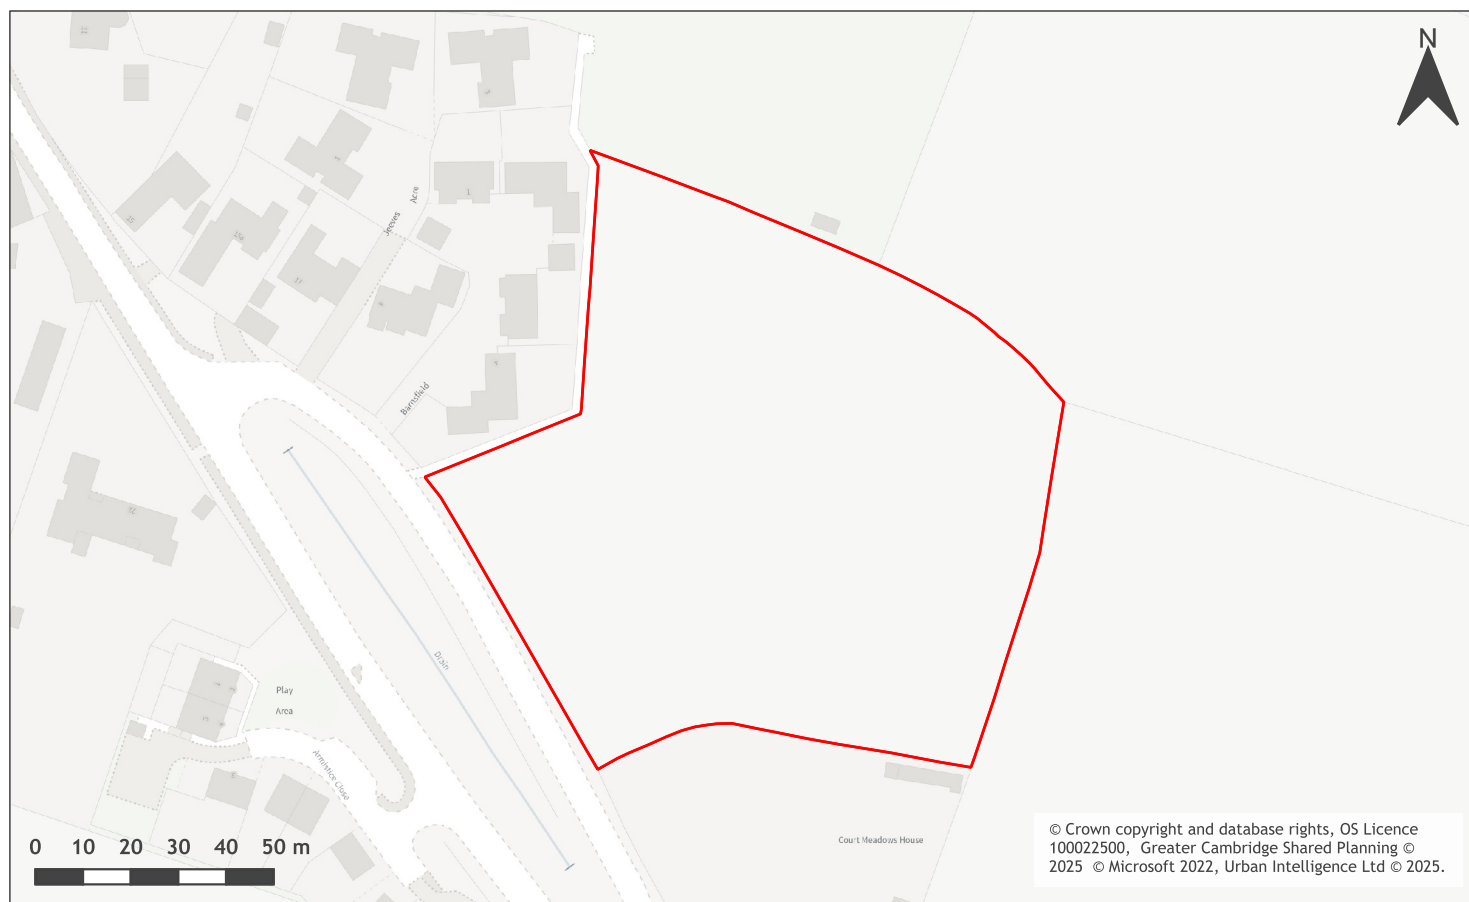 N
Jeeves
Acre
1
Barnsfield
Drain
Play
Area
Armistice Close
Court Meadows House
0 10 20 30 40 50 m
© Crown copyright and database rights, OS Licence
100022500, Greater Cambridge Shared Planning ©
2025 © Microsoft 2022, Urban Intelligence Ltd © 2025.